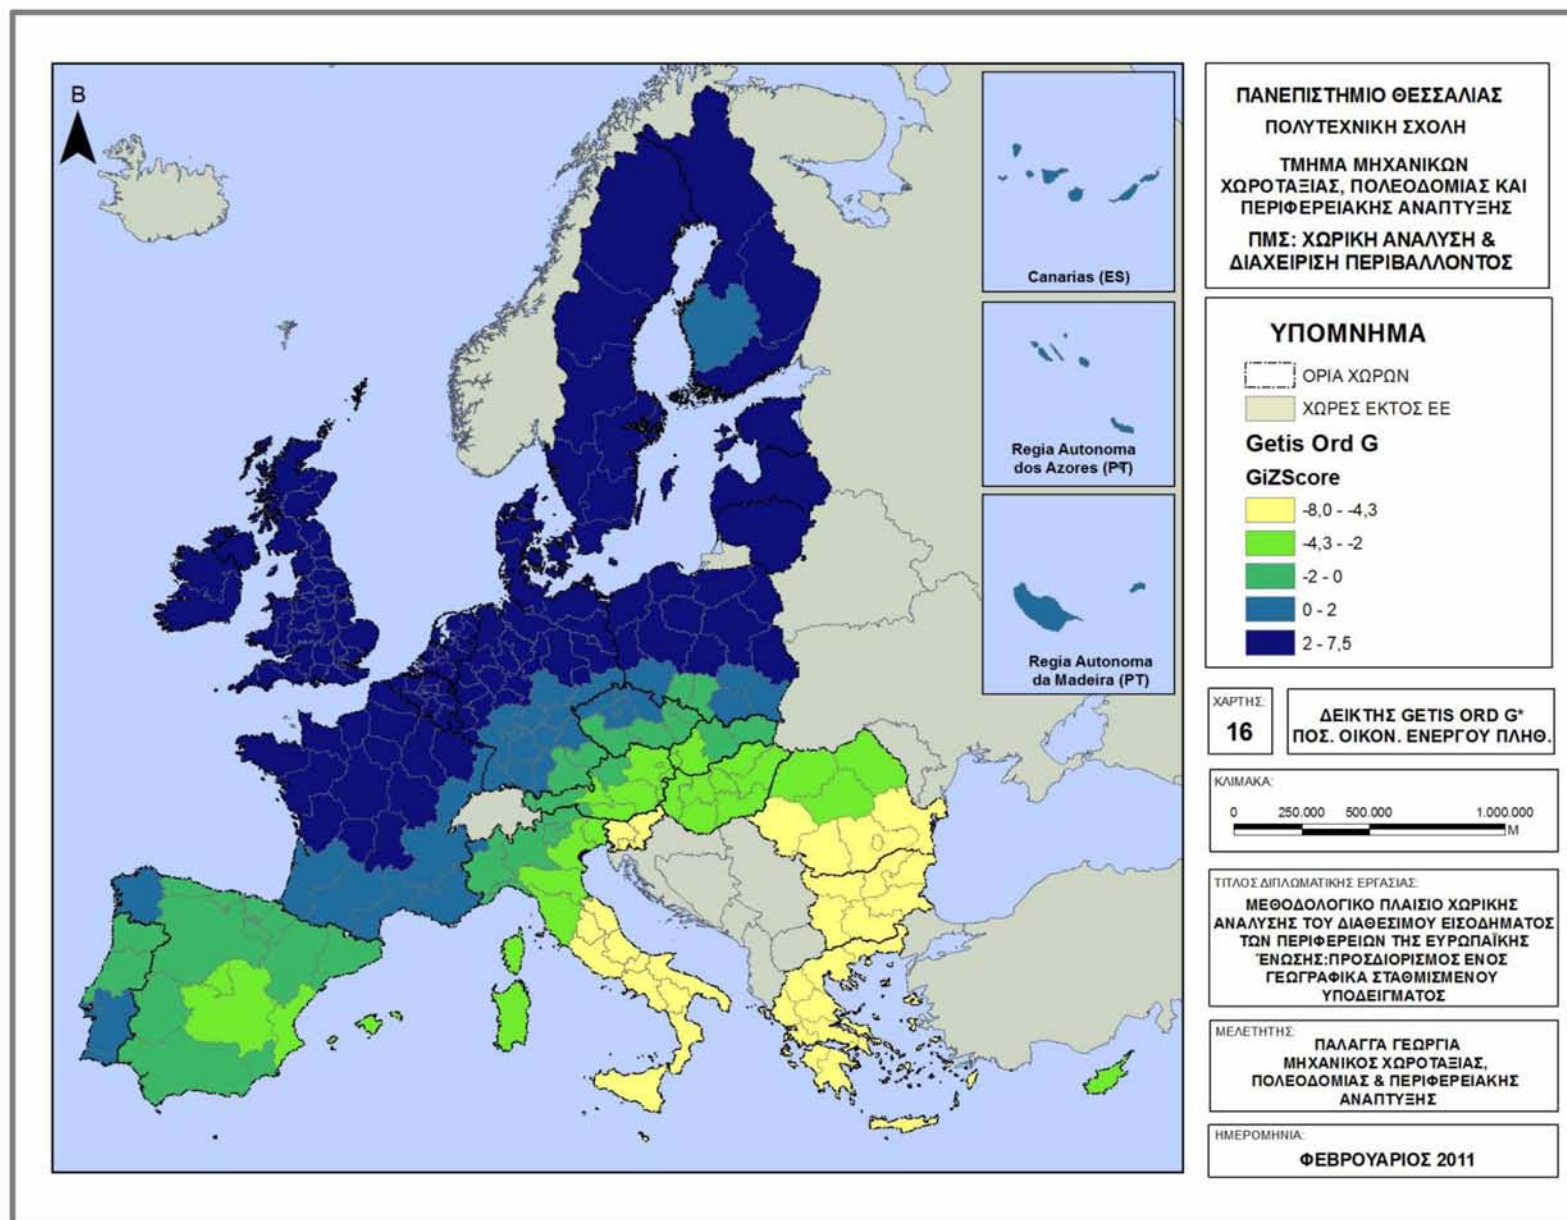 B
Canarias (ES)
Regia Autonoma
dos Azores (PT)
Regia Autonoma
da Madeira (PT)
ΠΑΝΕΠΙΣΤΗΜΙΟ ΘΕΣΣΑΛΙΑΣ
ΠΟΛΥΤΕΧΝΙΚΗ ΣΧΟΛΗ
ΤΜΗΜΑ ΜΗΧΑΝΙΚΩΝ
ΧΩΡΟΤΑΞΙΑΣ, ΠΟΛΕΟΔΟΜΙΑΣ ΚΑΙ
ΠΕΡΙΦΕΡΕΙΑΚΗΣ ΑΝΑΠΤΥΞΗΣ
ΠΜΣ: ΧΩΡΙΚΗ ΑΝΑΛΥΣΗ &
ΔΙΑΧΕΙΡΙΣΗ ΠΕΡΙΒΑΛΛΟΝΤΟΣ
ΥΠΟΜΝΗΜΑ
ΟΡΙΑ ΧΩΡΩΝ
ΧΩΡΕΣ ΕΚΤΟΣ ΕΕ
Getis Ord G
GiZScore
-8,0 - -4,3
-4,3 - -2
-2 - 0
0 - 2
2 - 7,5
ΧΑΡΤΗΣ:
16
ΔΕΙΚΤΗΣ GETIS ORD G*
ΠΟΣ. ΟΙΚΟΝ. ΕΝΕΡΓΟΥ ΠΛΗΘ.
ΚΛΙΜΑΚΑ:
0 250.000 500.000 1.000.000
M
ΤΙΤΛΟΣ ΔΙΠΛΩΜΑΤΙΚΗΣ ΕΡΓΑΣΙΑΣ:
ΜΕΘΟΔΟΛΟΓΙΚΟ ΠΛΑΙΣΙΟ ΧΩΡΙΚΗΣ
ΑΝΑΛΥΣΗΣ ΤΟΥ ΔΙΑΘΕΣΙΜΟΥ ΕΙΣΟΔΗΜΑΤΟΣ
ΤΩΝ ΠΕΡΙΦΕΡΕΙΩΝ ΤΗΣ ΕΥΡΩΠΑΪΚΗΣ
ΈΝΩΣΗΣ:ΠΡΟΣΔΙΟΡΙΣΜΟΣ ΕΝΟΣ
ΓΕΩΓΡΑΦΙΚΑ ΣΤΑΘΜΙΣΜΕΝΟΥ
ΥΠΟΔΕΙΓΜΑΤΟΣ
ΜΕΛΕΤΗΤΗΣ:
ΠΑΛΑΓΓΑ ΓΕΩΡΓΙΑ
ΜΗΧΑΝΙΚΟΣ ΧΩΡΟΤΑΞΙΑΣ,
ΠΟΛΕΟΔΟΜΙΑΣ & ΠΕΡΙΦΕΡΕΙΑΚΗΣ
ΑΝΑΠΤΥΞΗΣ
ΗΜΕΡΟΜΗΝΙΑ:
ΦΕΒΡΟΥΑΡΙΟΣ 2011